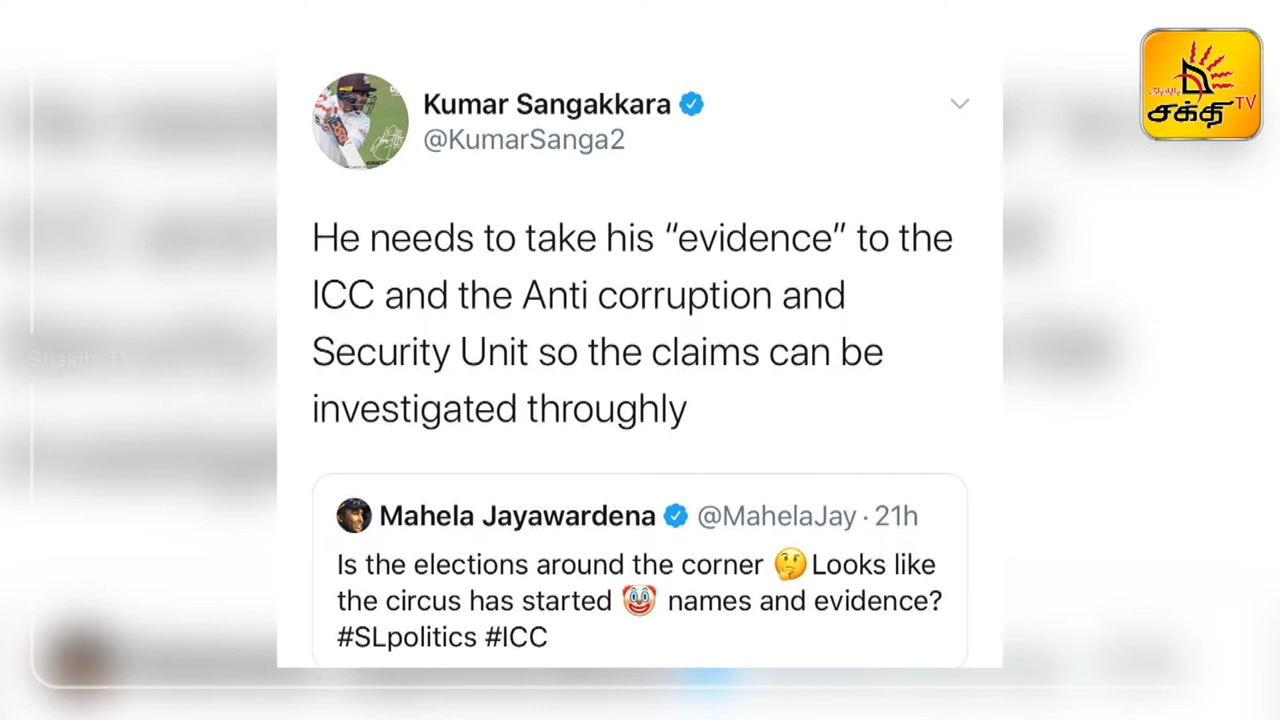 சக்தி TV
Kumar Sangakkara
@KumarSanga2
He needs to take his “evidence” to the
ICC and the Anti corruption and
Security Unit so the claims can be
investigated throughly
Shakthi TV
Mahela Jayawardena @MahelaJay · 21h
Is the elections around the corner 🤔 Looks like
the circus has started 🤡 names and evidence?
#SLpolitics #ICC